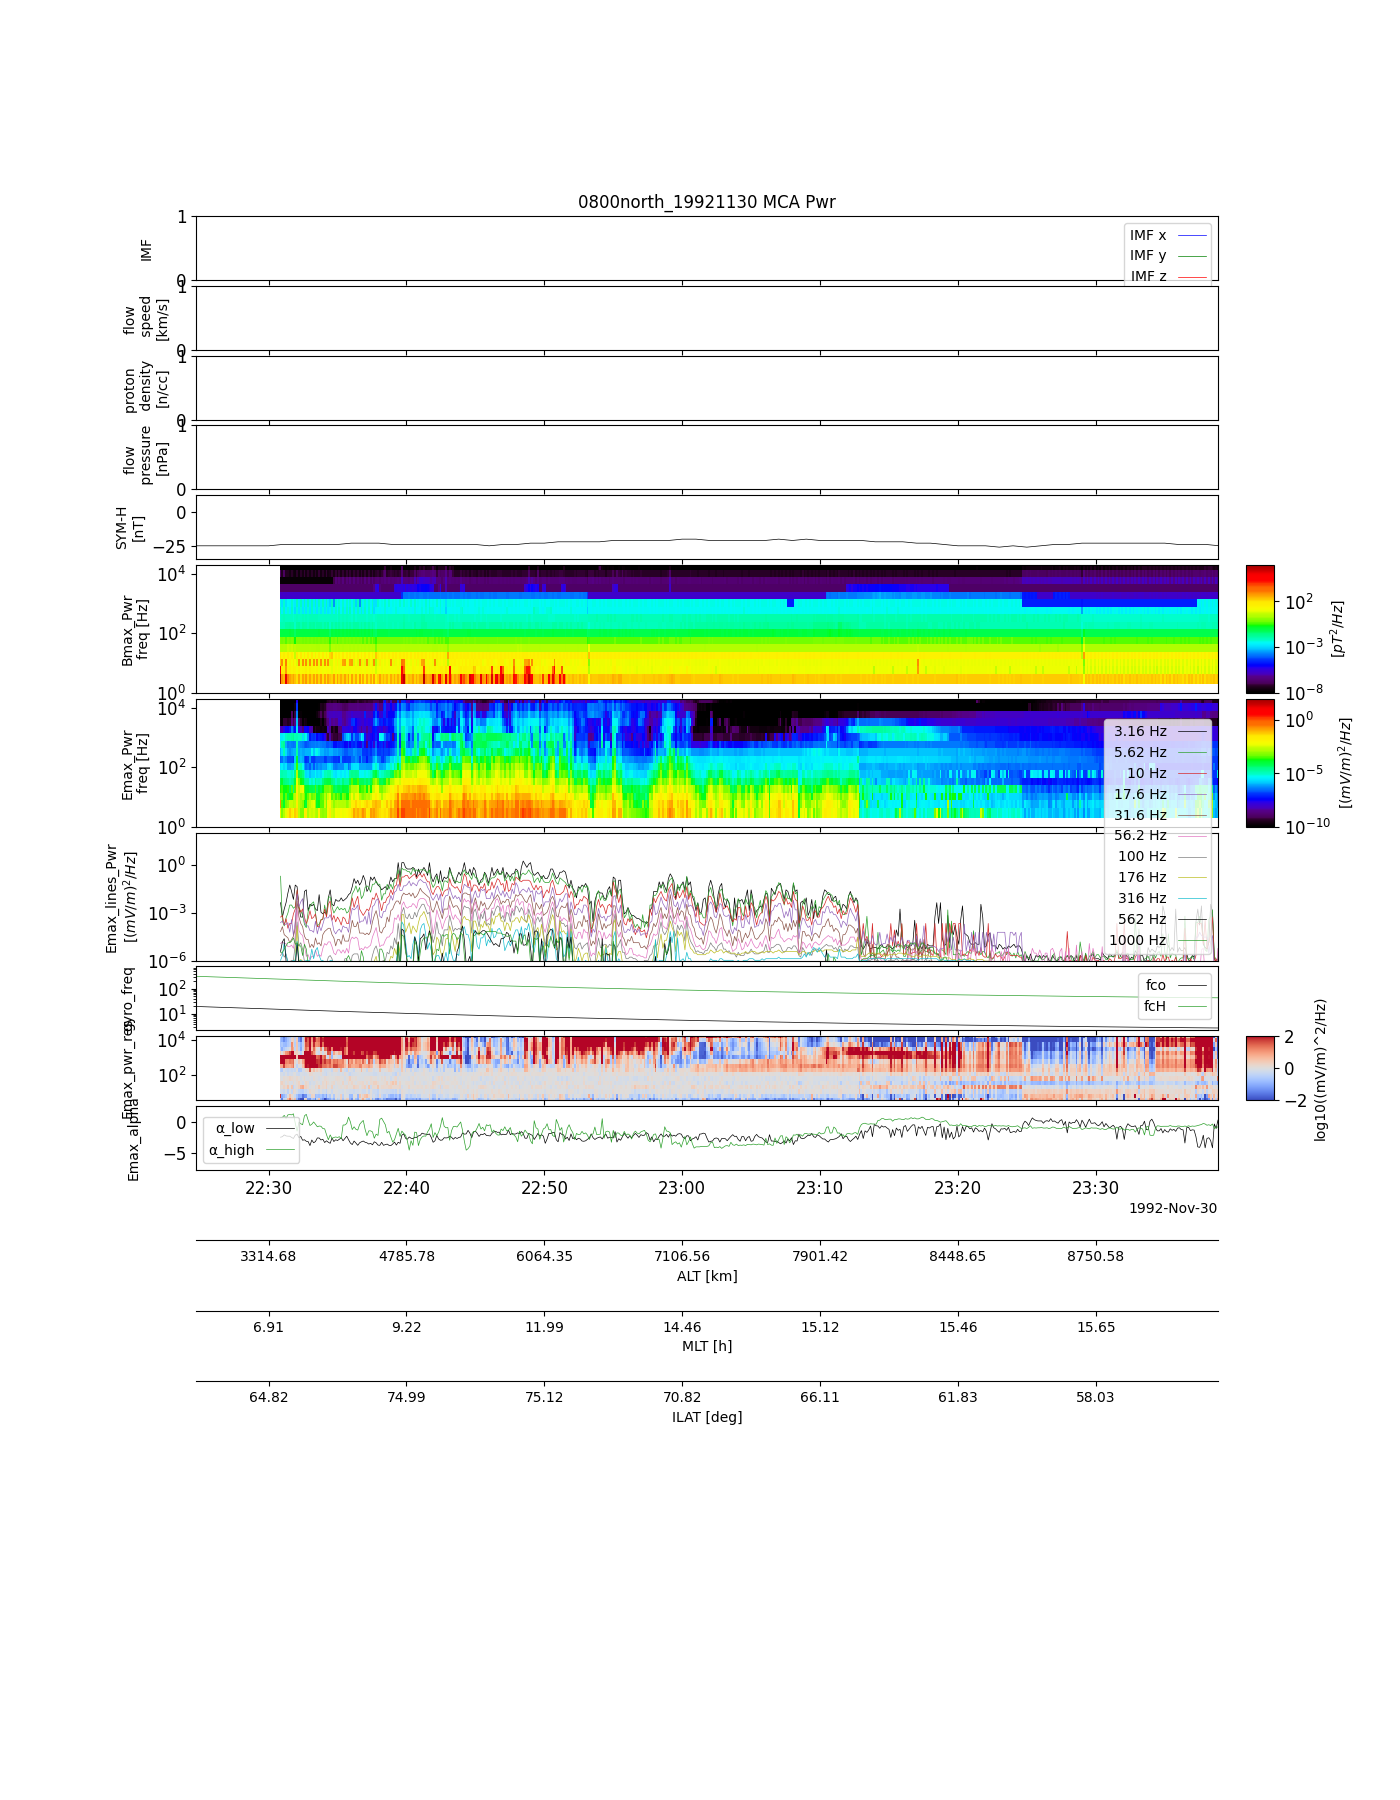 0800north_19921130 MCA Pwr
1
0
IMF
IMF x
IMF y
IMF z
1
0
flow
speed
[km/s]
1
0
proton
density
[n/cc]
1
0
flow
pressure
[nPa]
0
−25
SYM-H
[nT]
10^4
10^2
10^0
Bmax_Pwr
freq [Hz]
10^2
10^-3
10^-8
[pT^2/Hz]
10^4
10^2
10^0
Emax_Pwr
freq [Hz]
10^0
10^-5
10^-10
[(mV/m)^2/Hz]
3.16 Hz
5.62 Hz
10 Hz
17.6 Hz
31.6 Hz
56.2 Hz
100 Hz
176 Hz
316 Hz
562 Hz
1000 Hz
10^0
10^-3
10^-6
Emax_lines_Pwr
[(mV/m)^2/Hz]
10^2
10^1
gyro_freq
fco
fcH
10^4
10^2
Emax_pwr_reg
2
0
−2
log10((mV/m)^2/Hz)
0
−5
Emax_alpha
α_low
α_high
22:30 22:40 22:50 23:00 23:10 23:20 23:30
1992-Nov-30
3314.68 4785.78 6064.35 7106.56 7901.42 8448.65 8750.58
ALT [km]
6.91 9.22 11.99 14.46 15.12 15.46 15.65
MLT [h]
64.82 74.99 75.12 70.82 66.11 61.83 58.03
ILAT [deg]